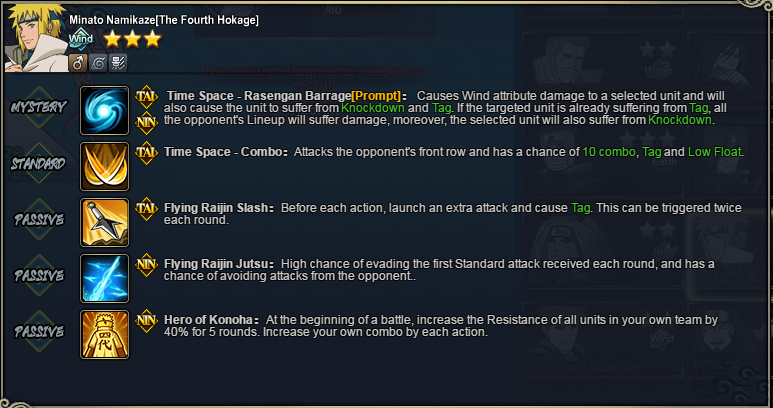 /80
Minato Namikaze[The Fourth Hokage]
Wind
MYSTERY
TAI
NIN
Time Space - Rasengan Barrage[Prompt]: Causes Wind attribute damage to a selected unit and will
also cause the unit to suffer from Knockdown and Tag. If the targeted unit is already suffering from Tag, all
the opponent's Lineup will suffer damage, moreover, the selected unit will also suffer from Knockdown.
STANDARD
TAI
Time Space - Combo: Attacks the opponent's front row and has a chance of 10 combo, Tag and Low Float.
PASSIVE
TAI
Flying Raijin Slash: Before each action, launch an extra attack and cause Tag. This can be triggered twice
each round.
PASSIVE
NIN
Flying Raijin Jutsu: High chance of evading the first Standard attack received each round, and has a
chance of avoiding attacks from the opponent..
PASSIVE
NIN
Hero of Konoha: At the beginning of a battle, increase the Resistance of all units in your own team by
40% for 5 rounds. Increase your own combo by each action.